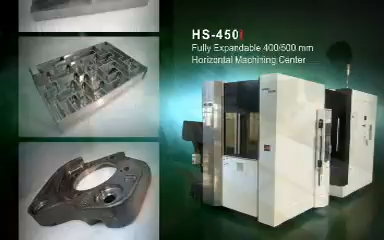 HS-450i
Fully Expandable 400/500 mm
Horizontal Machining Center